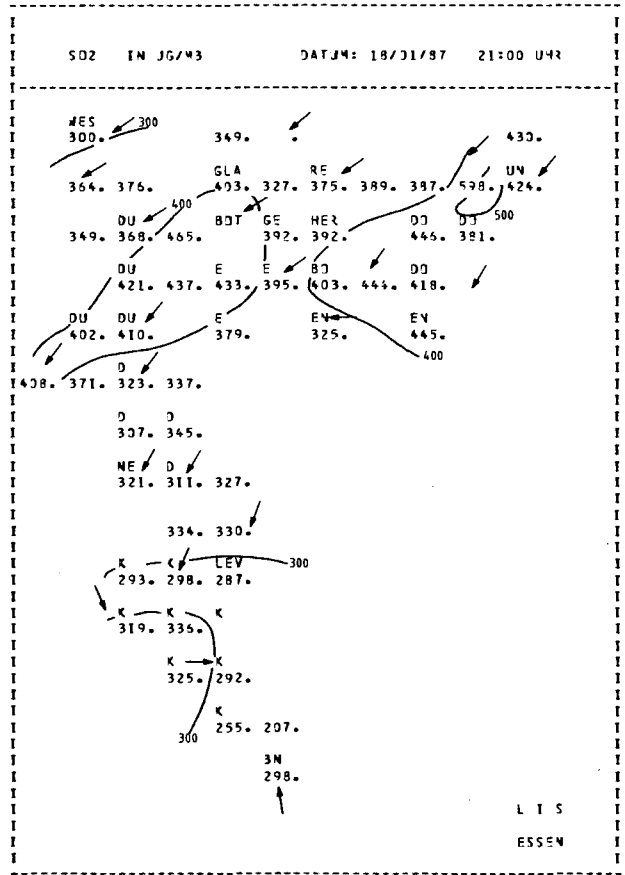 SO2 IN JG/M3 DATJM: 18/01/87 21:00 UHR
WES 300
300. 349. . 430.
GLA RE UN
364. 376. 403. 327. 375. 389. 387. 598. 424.
400 500
DU BOT GE HER DO DO
349. 368. 465. 392. 392. 446. 381.
DU E E BO DO
421. 437. 433. 395. 403. 444. 418.
DU DU E EN EN
402. 410. 379. 325. 445.
400
D
408. 371. 323. 337.
D D
307. 345.
NE D
321. 311. 327.
334. 330.
K K LEV 300
293. 298. 287.
K K K
319. 336.
K K
325. 292.
K
300 255. 207.
BN
298.
L I S
ESSEN